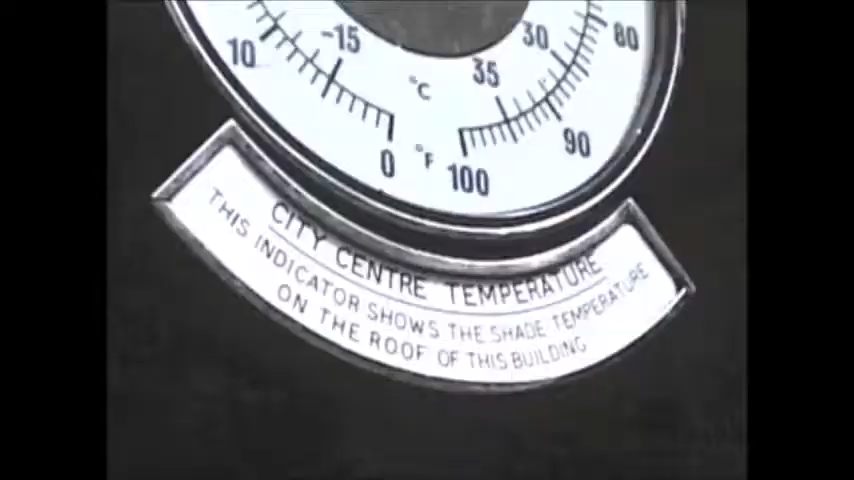 10 -15 30 80
°C 35
0 °F 100 90
CITY CENTRE TEMPERATURE
THIS INDICATOR SHOWS THE SHADE TEMPERATURE
ON THE ROOF OF THIS BUILDING